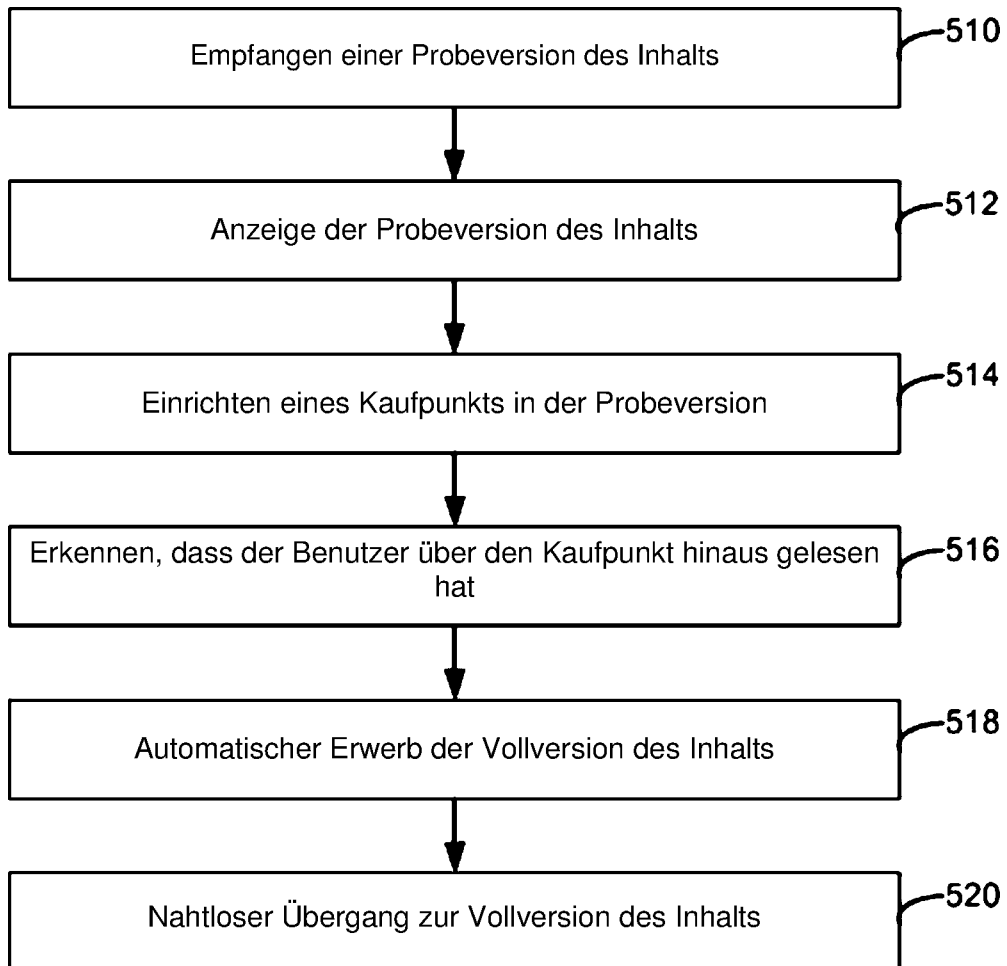 Empfangen einer Probeversion des Inhalts
510
Anzeige der Probeversion des Inhalts
512
Einrichten eines Kaufpunkts in der Probeversion
514
Erkennen, dass der Benutzer über den Kaufpunkt hinaus gelesen
hat
516
Automatischer Erwerb der Vollversion des Inhalts
518
Nahtloser Übergang zur Vollversion des Inhalts
520